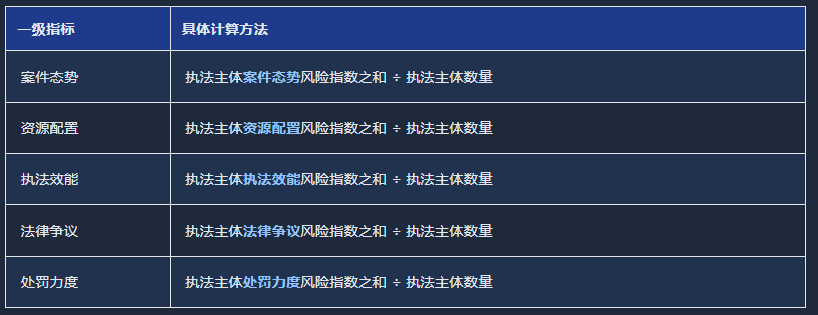 一级指标 具体计算方法
案件态势 执法主体案件态势风险指数之和 ÷ 执法主体数量
资源配置 执法主体资源配置风险指数之和 ÷ 执法主体数量
执法效能 执法主体执法效能风险指数之和 ÷ 执法主体数量
法律争议 执法主体法律争议风险指数之和 ÷ 执法主体数量
处罚力度 执法主体处罚力度风险指数之和 ÷ 执法主体数量